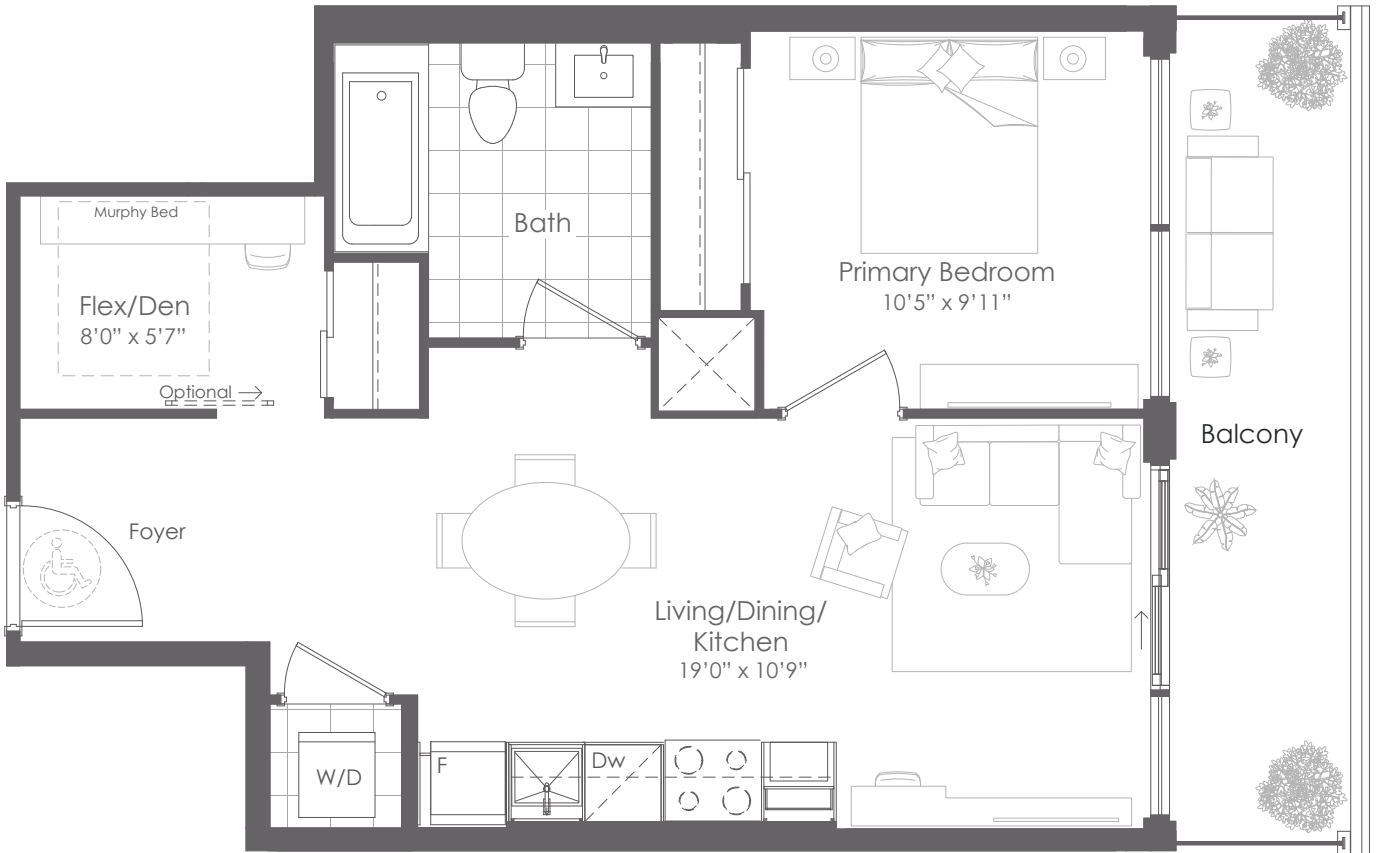 Murphy Bed
Flex/Den
8’0” x 5’7”
Optional
Bath
Primary Bedroom
10’5” x 9’11”
Balcony
Foyer
Living/Dining/
Kitchen
19’0” x 10’9”
W/D
F
Dw